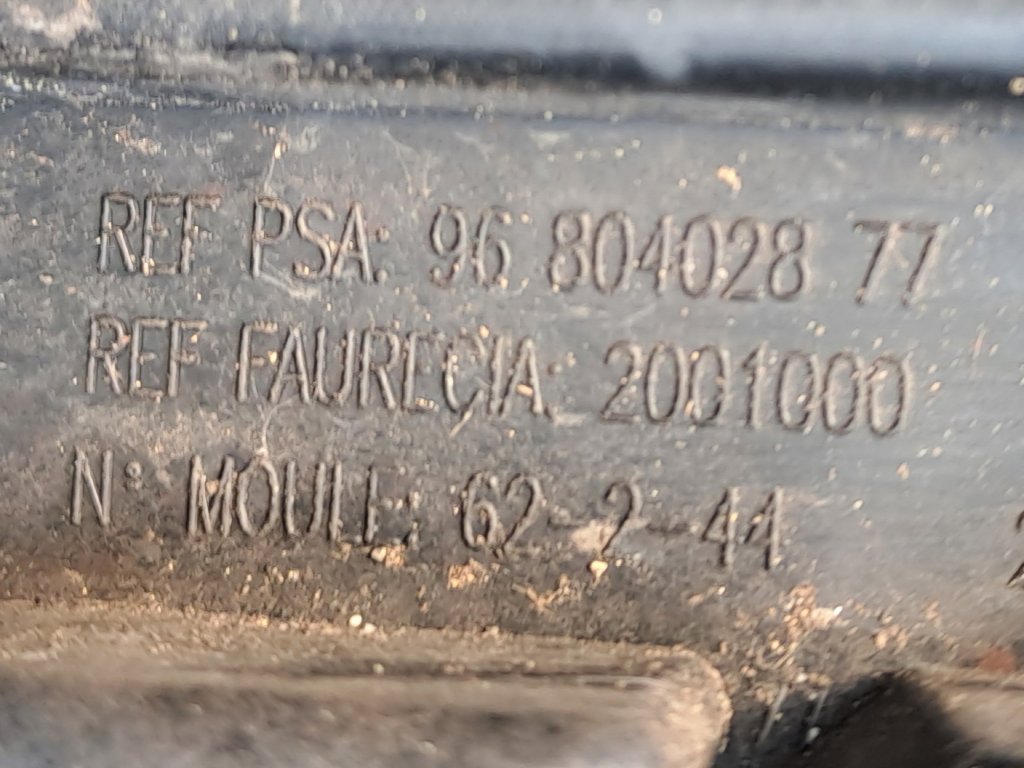 REF PSA: 96 804028 77
REF FAURECIA: 2001000
N° MOULE: 62-2-44